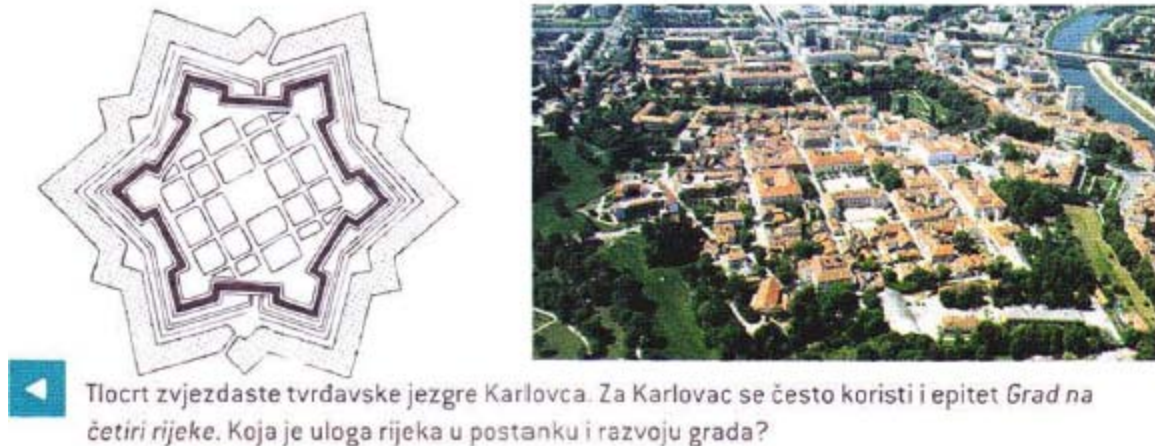 Tlocrt zvjezdaste tvrđavske jezgre Karlovca. Za Karlovac se često koristi i epitet Grad na
četiri rijeke. Koja je uloga rijeka u postanku i razvoju grada?